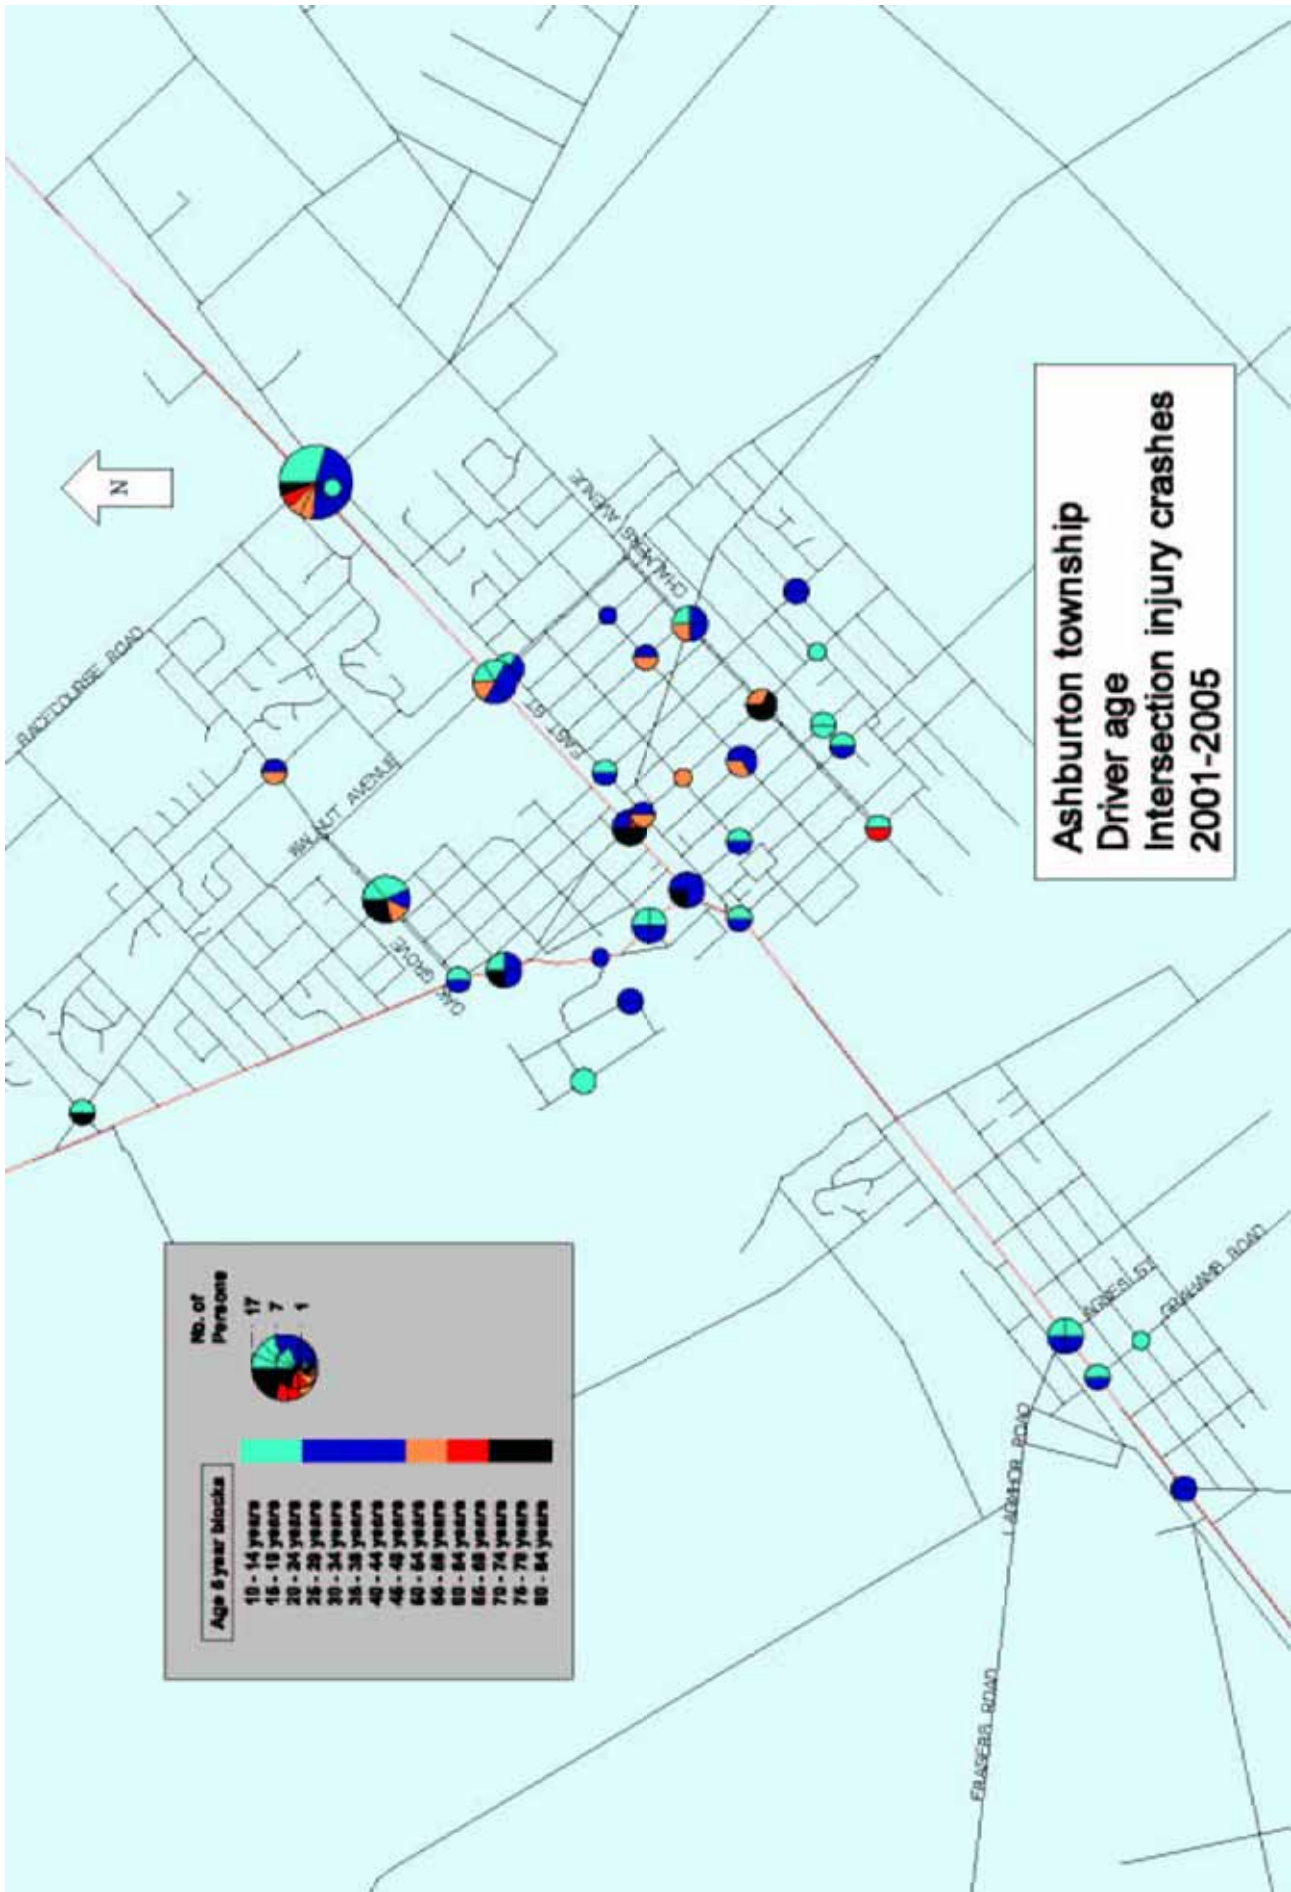 Ashburton township
Driver age
Intersection injury crashes
2001-2005
N
RACECOURSE ROAD
WALNUT AVENUE
OAK GROVE
EAST ST
CHALMERS AVENUE
AGNES ST
GRAHAMS ROAD
LAGMHOR ROAD
FRASERS ROAD
Age 5 year blocks
10 - 14 years
15 - 19 years
20 - 24 years
25 - 29 years
30 - 34 years
35 - 39 years
40 - 44 years
45 - 49 years
50 - 54 years
55 - 59 years
60 - 64 years
65 - 69 years
70 - 74 years
75 - 79 years
80 - 84 years
No. of
Persons
17
7
1